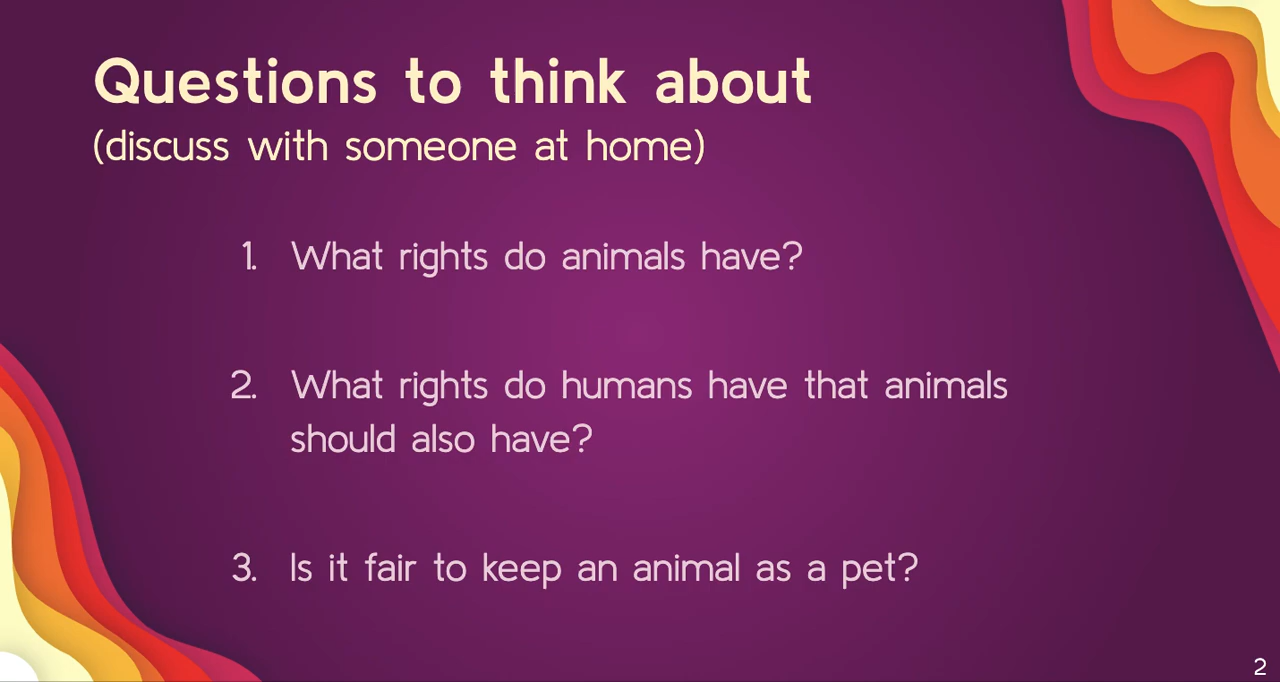 Questions to think about
(discuss with someone at home)
1. What rights do animals have?
2. What rights do humans have that animals
should also have?
3. Is it fair to keep an animal as a pet?
2